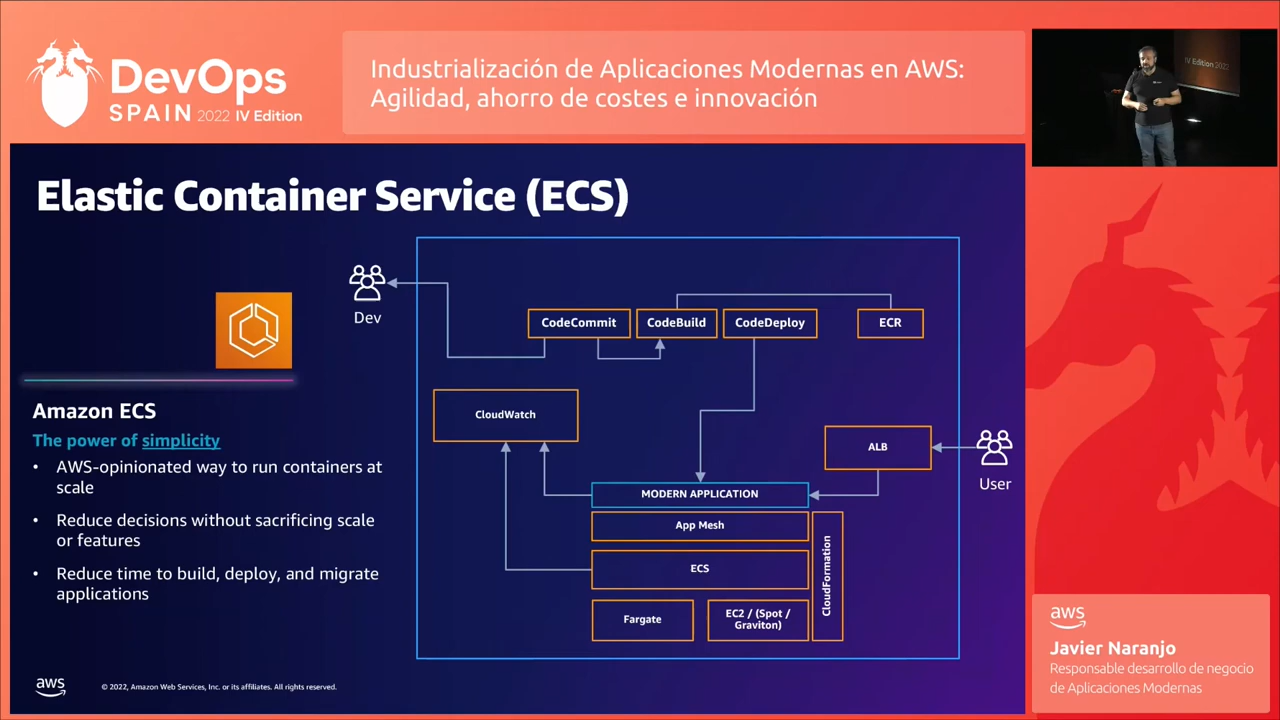 DevOps
SPAIN 2022 IV Edition
Industrialización de Aplicaciones Modernas en AWS:
Agilidad, ahorro de costes e innovación
IV Edition 2022
Elastic Container Service (ECS)
Dev
CodeCommit
CodeBuild
CodeDeploy
ECR
CloudWatch
ALB
User
MODERN APPLICATION
App Mesh
ECS
CloudFormation
Fargate
EC2 / (Spot /
Graviton)
Amazon ECS
The power of simplicity
• AWS-opinionated way to run containers at
scale
• Reduce decisions without sacrificing scale
or features
• Reduce time to build, deploy, and migrate
applications
aws
© 2022, Amazon Web Services, Inc. or its affiliates. All rights reserved.
aws
Javier Naranjo
Responsable desarrollo de negocio
de Aplicaciones Modernas